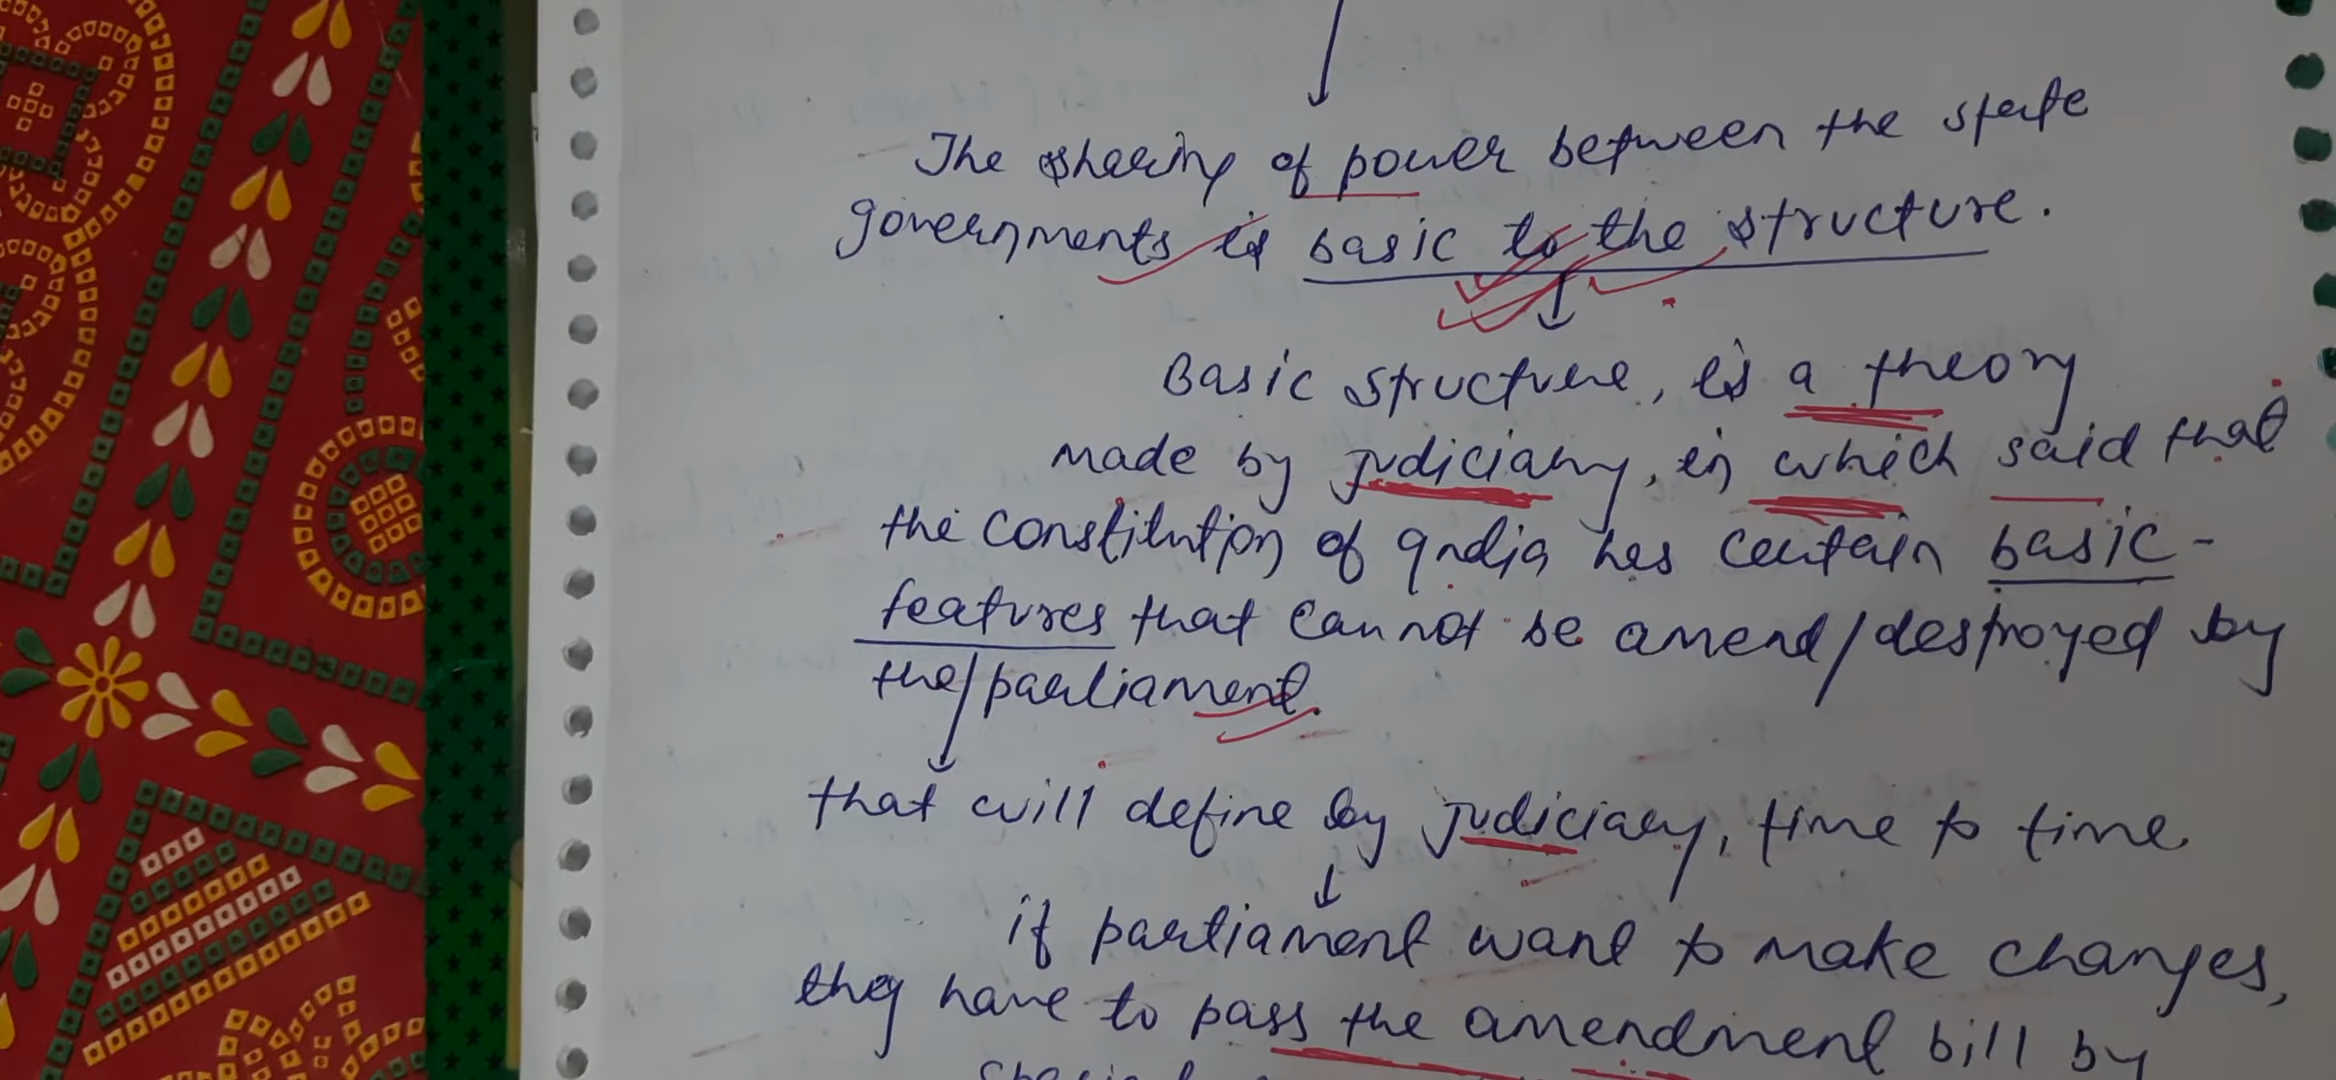 The sharing of power between the state
governments is basic to the structure.
Basic structure, is a theory
made by judiciary, in which said that
the constitution of India has certain basic-
features that cannot be amend/destroyed by
the parliament.
that will define by judiciary, time to time
if parliament want to make changes,
they have to pass the amendment bill by